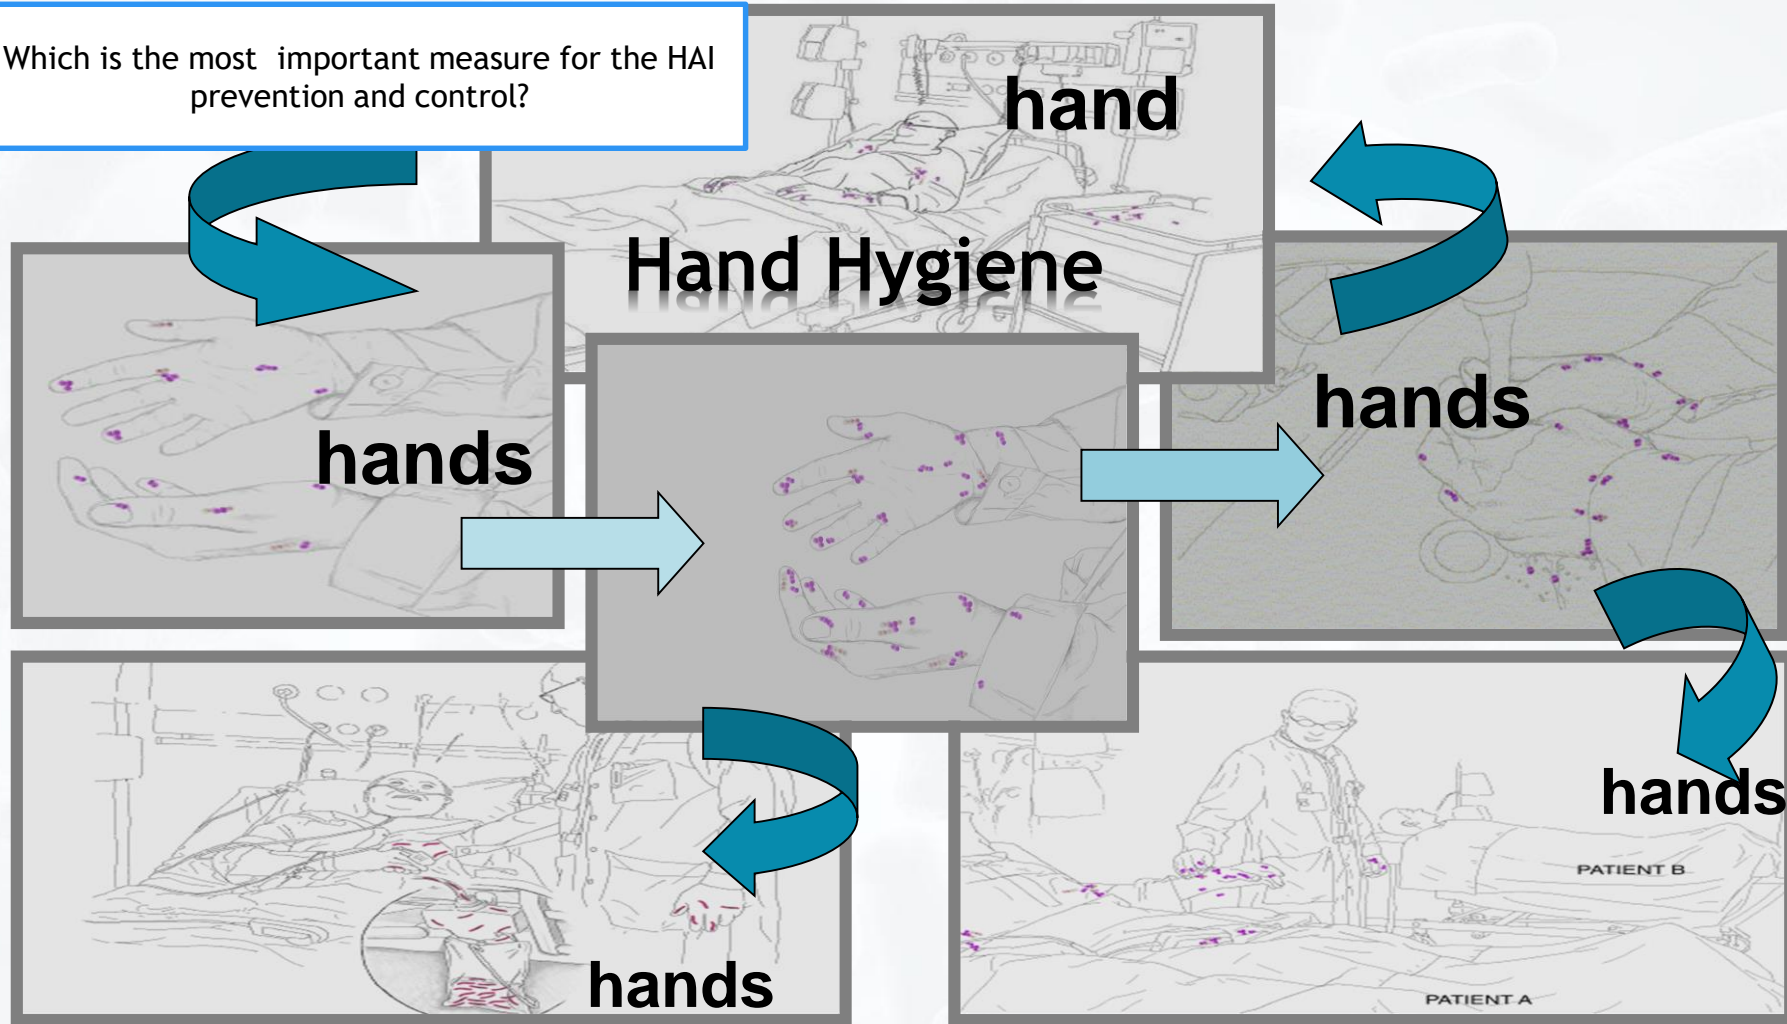 Which is the most  important measure for the HAI
prevention and control?
hand
Hand Hygiene
hands
hands
hands
PATIENT B
hands
PATIENT A